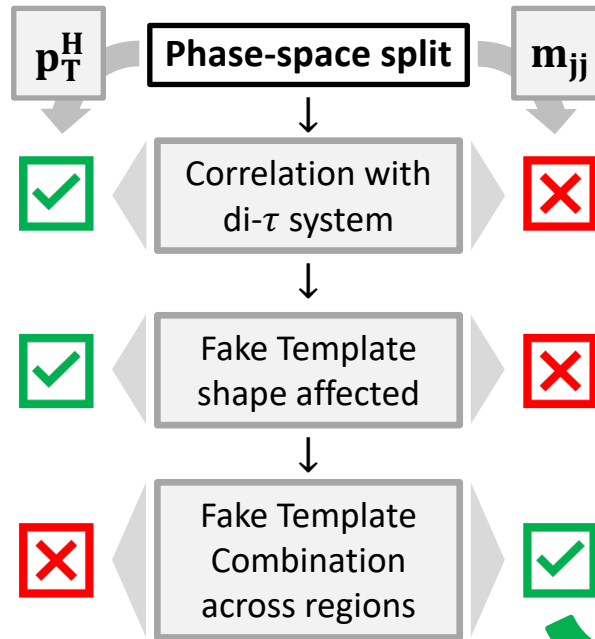 p_T^H
Phase-space split
m_jj
Correlation with
di-τ system
Fake Template
shape affected
Fake Template
Combination
across regions